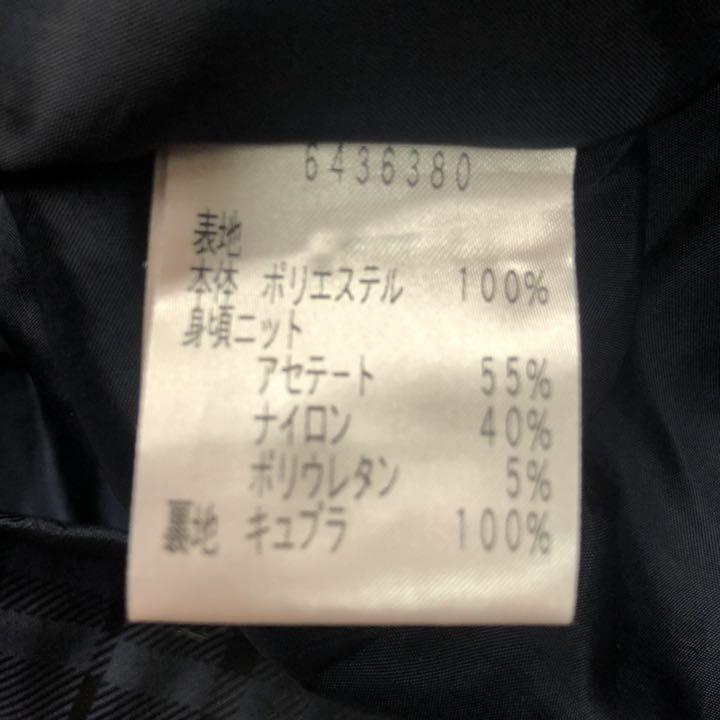 6436380
表地
本体 ポリエステル 100%
身頃ニット
アセテート 55%
ナイロン 40%
ポリウレタン 5%
裏地 キュプラ 100%